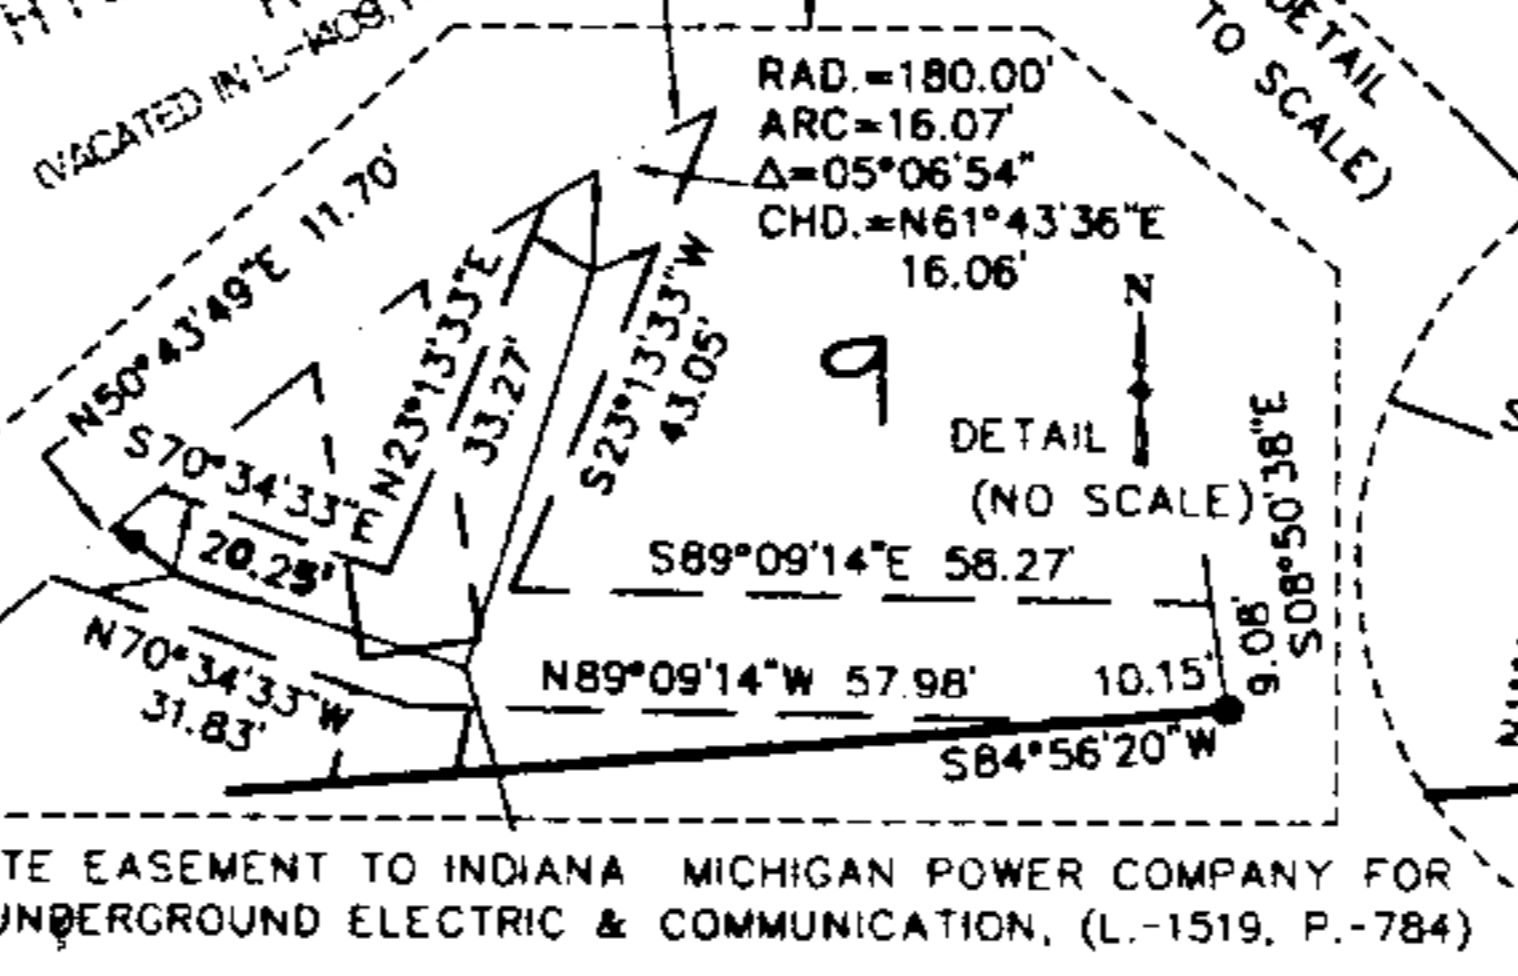 (VACATED IN L.-1409,
DETAIL
TO SCALE)
RAD.=180.00'
ARC=16.07'
Δ=05°06'54"
CHD.=N61°43'36"E
16.06'
N50°43'49"E 11.70'
N23°13'33"E
33.27'
S23°13'33"W
43.05'
9
N
DETAIL
(NO SCALE)
S70°34'33"E
20.25'
S89°09'14"E 58.27'
S08°50'38"E
9.08'
N70°34'33"W
31.83'
N89°09'14"W 57.98'
10.15'
S84°56'20"W
TE EASEMENT TO INDIANA MICHIGAN POWER COMPANY FOR
UNDERGROUND ELECTRIC & COMMUNICATION, (L.-1519, P.-784)